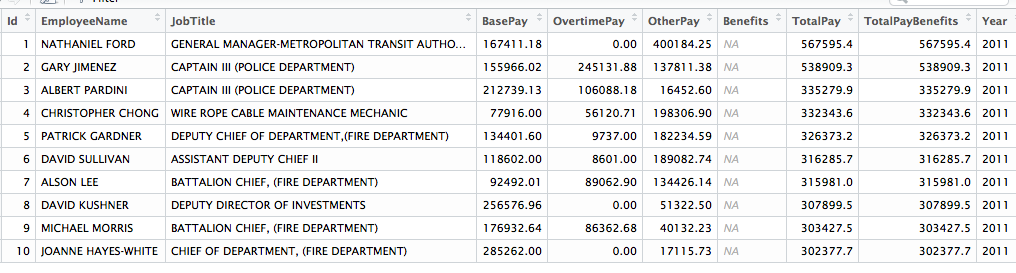 Id EmployeeName JobTitle BasePay OvertimePay OtherPay Benefits TotalPay TotalPayBenefits Year
1 NATHANIEL FORD GENERAL MANAGER-METROPOLITAN TRANSIT AUTHO... 167411.18 0.00 400184.25 NA 567595.4 567595.4 2011
2 GARY JIMENEZ CAPTAIN III (POLICE DEPARTMENT) 155966.02 245131.88 137811.38 NA 538909.3 538909.3 2011
3 ALBERT PARDINI CAPTAIN III (POLICE DEPARTMENT) 212739.13 106088.18 16452.60 NA 335279.9 335279.9 2011
4 CHRISTOPHER CHONG WIRE ROPE CABLE MAINTENANCE MECHANIC 77916.00 56120.71 198306.90 NA 332343.6 332343.6 2011
5 PATRICK GARDNER DEPUTY CHIEF OF DEPARTMENT,(FIRE DEPARTMENT) 134401.60 9737.00 182234.59 NA 326373.2 326373.2 2011
6 DAVID SULLIVAN ASSISTANT DEPUTY CHIEF II 118602.00 8601.00 189082.74 NA 316285.7 316285.7 2011
7 ALSON LEE BATTALION CHIEF, (FIRE DEPARTMENT) 92492.01 89062.90 134426.14 NA 315981.0 315981.0 2011
8 DAVID KUSHNER DEPUTY DIRECTOR OF INVESTMENTS 256576.96 0.00 51322.50 NA 307899.5 307899.5 2011
9 MICHAEL MORRIS BATTALION CHIEF, (FIRE DEPARTMENT) 176932.64 86362.68 40132.23 NA 303427.5 303427.5 2011
10 JOANNE HAYES-WHITE CHIEF OF DEPARTMENT, (FIRE DEPARTMENT) 285262.00 0.00 17115.73 NA 302377.7 302377.7 2011